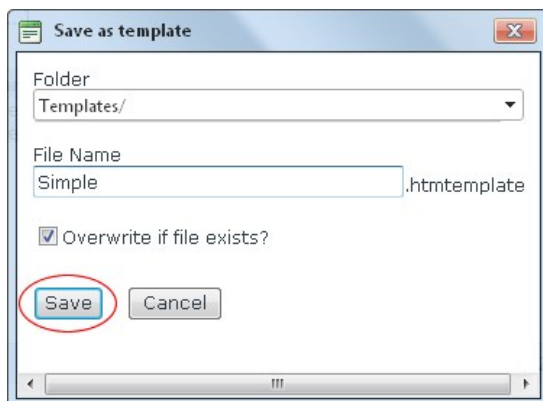 Save as template
Folder
Templates/
File Name
Simple .htmtemplate
Overwrite if file exists?
Save Cancel